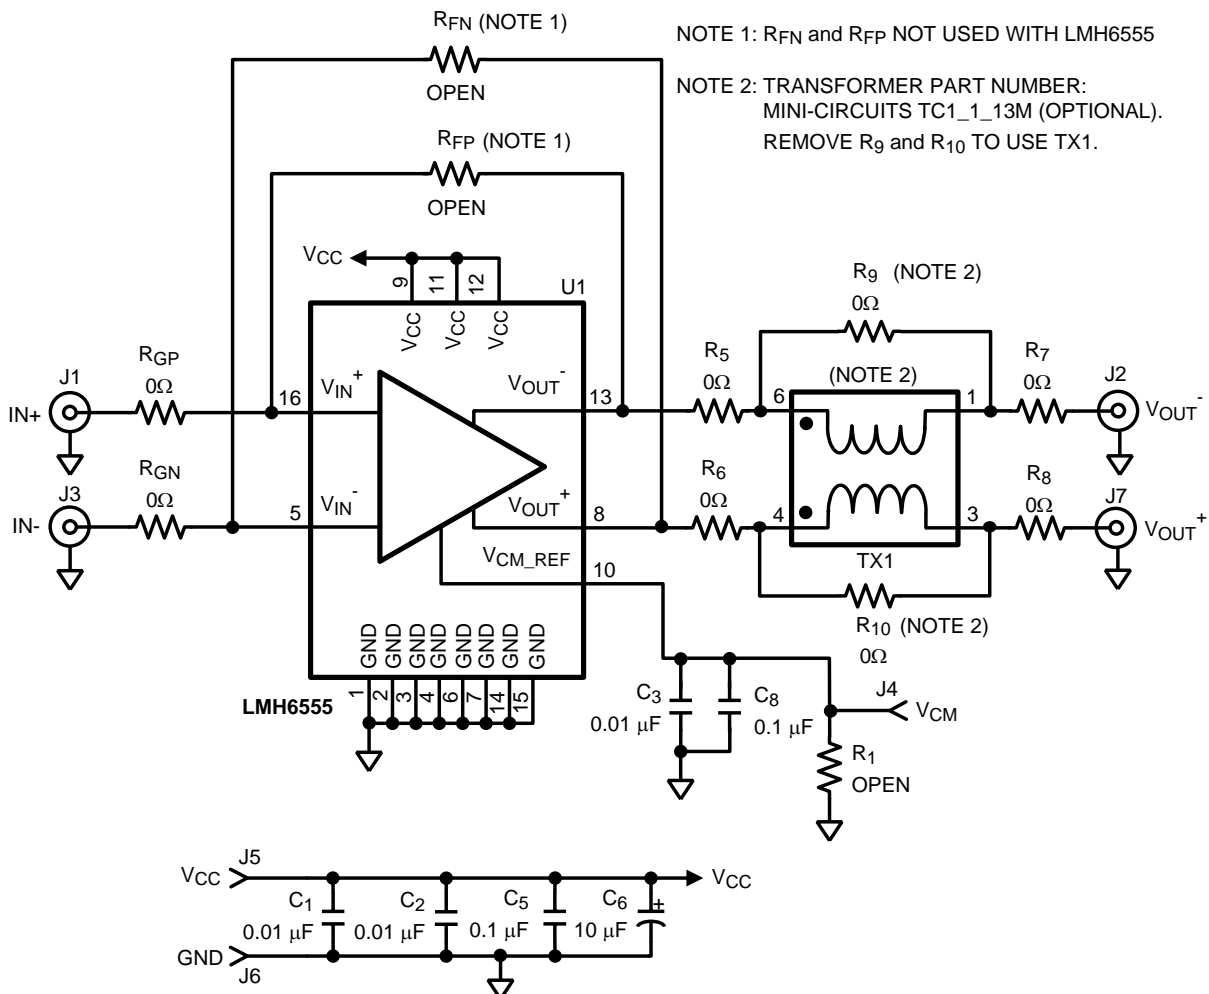 RFN (NOTE 1)
OPEN
NOTE 1: RFN and RFP NOT USED WITH LMH6555
NOTE 2: TRANSFORMER PART NUMBER:
MINI-CIRCUITS TC1_1_13M (OPTIONAL).
REMOVE R9 and R10 TO USE TX1.
RFP (NOTE 1)
OPEN
VCC
9
11
12
U1
VCC
VCC
VCC
R9 (NOTE 2)
0Ω
J1
IN+
RGP
0Ω
16
VIN+
VOUT-
13
R5
0Ω
(NOTE 2)
6
1
R7
0Ω
J2
VOUT-
J3
IN-
RGN
0Ω
5
VIN-
VOUT+
8
R6
0Ω
4
3
R8
0Ω
J7
VOUT+
VCM_REF
10
TX1
R10 (NOTE 2)
0Ω
GND
GND
GND
GND
GND
GND
GND
GND
1
2
3
4
6
7
14
15
LMH6555
C3
0.01 µF
C8
0.1 µF
J4
VCM
R1
OPEN
J5
VCC
VCC
C1
0.01 µF
C2
0.01 µF
C5
0.1 µF
C6
+
10 µF
GND
J6